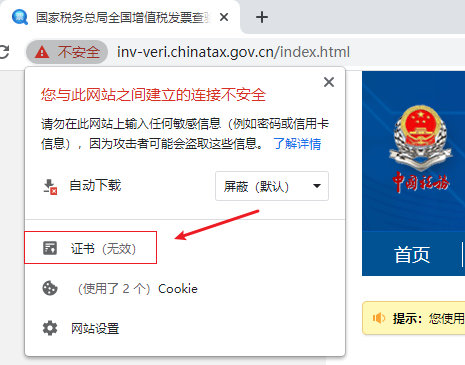 国家税务总局全国增值税发票查验
不安全 inv-veri.chinatax.gov.cn/index.html
您与此网站之间建立的连接不安全
请勿在此网站上输入任何敏感信息（例如密码或信用卡
信息），因为攻击者可能会盗取这些信息。 了解详情
自动下载 屏蔽（默认）
证书（无效）
（使用了 2 个）Cookie
网站设置
中国税务
首页
提示：您使用